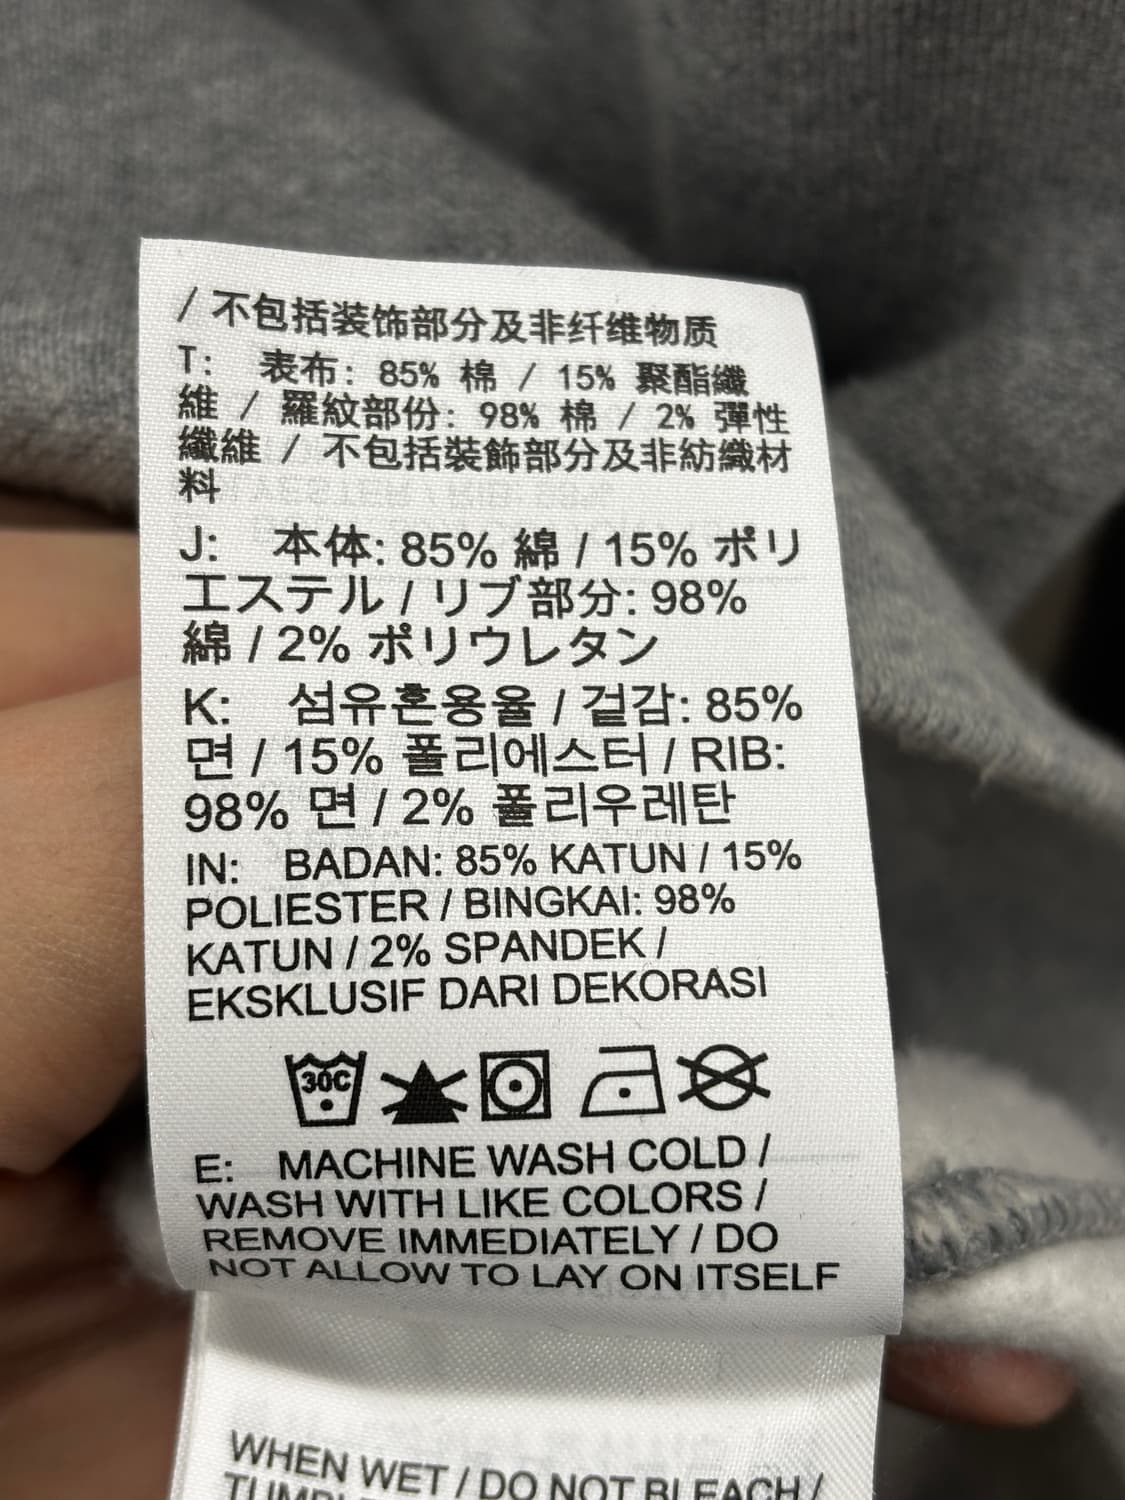 / 不包括装饰部分及非纤维物质
T: 表布: 85% 棉 / 15% 聚酯纖
維 / 羅紋部份: 98% 棉 / 2% 彈性
纖維 / 不包括裝飾部分及非紡織材
料
J: 本体: 85% 綿 / 15% ポリ
エステル / リブ部分: 98%
綿 / 2% ポリウレタン
K: 섬유혼용율 / 겉감: 85%
면 / 15% 폴리에스터 / RIB:
98% 면 / 2% 폴리우레탄
IN: BADAN: 85% KATUN / 15%
POLIESTER / BINGKAI: 98%
KATUN / 2% SPANDEK /
EKSKLUSIF DARI DEKORASI
30C
E: MACHINE WASH COLD /
WASH WITH LIKE COLORS /
REMOVE IMMEDIATELY / DO
NOT ALLOW TO LAY ON ITSELF
WHEN WET / DO NOT BLEACH /